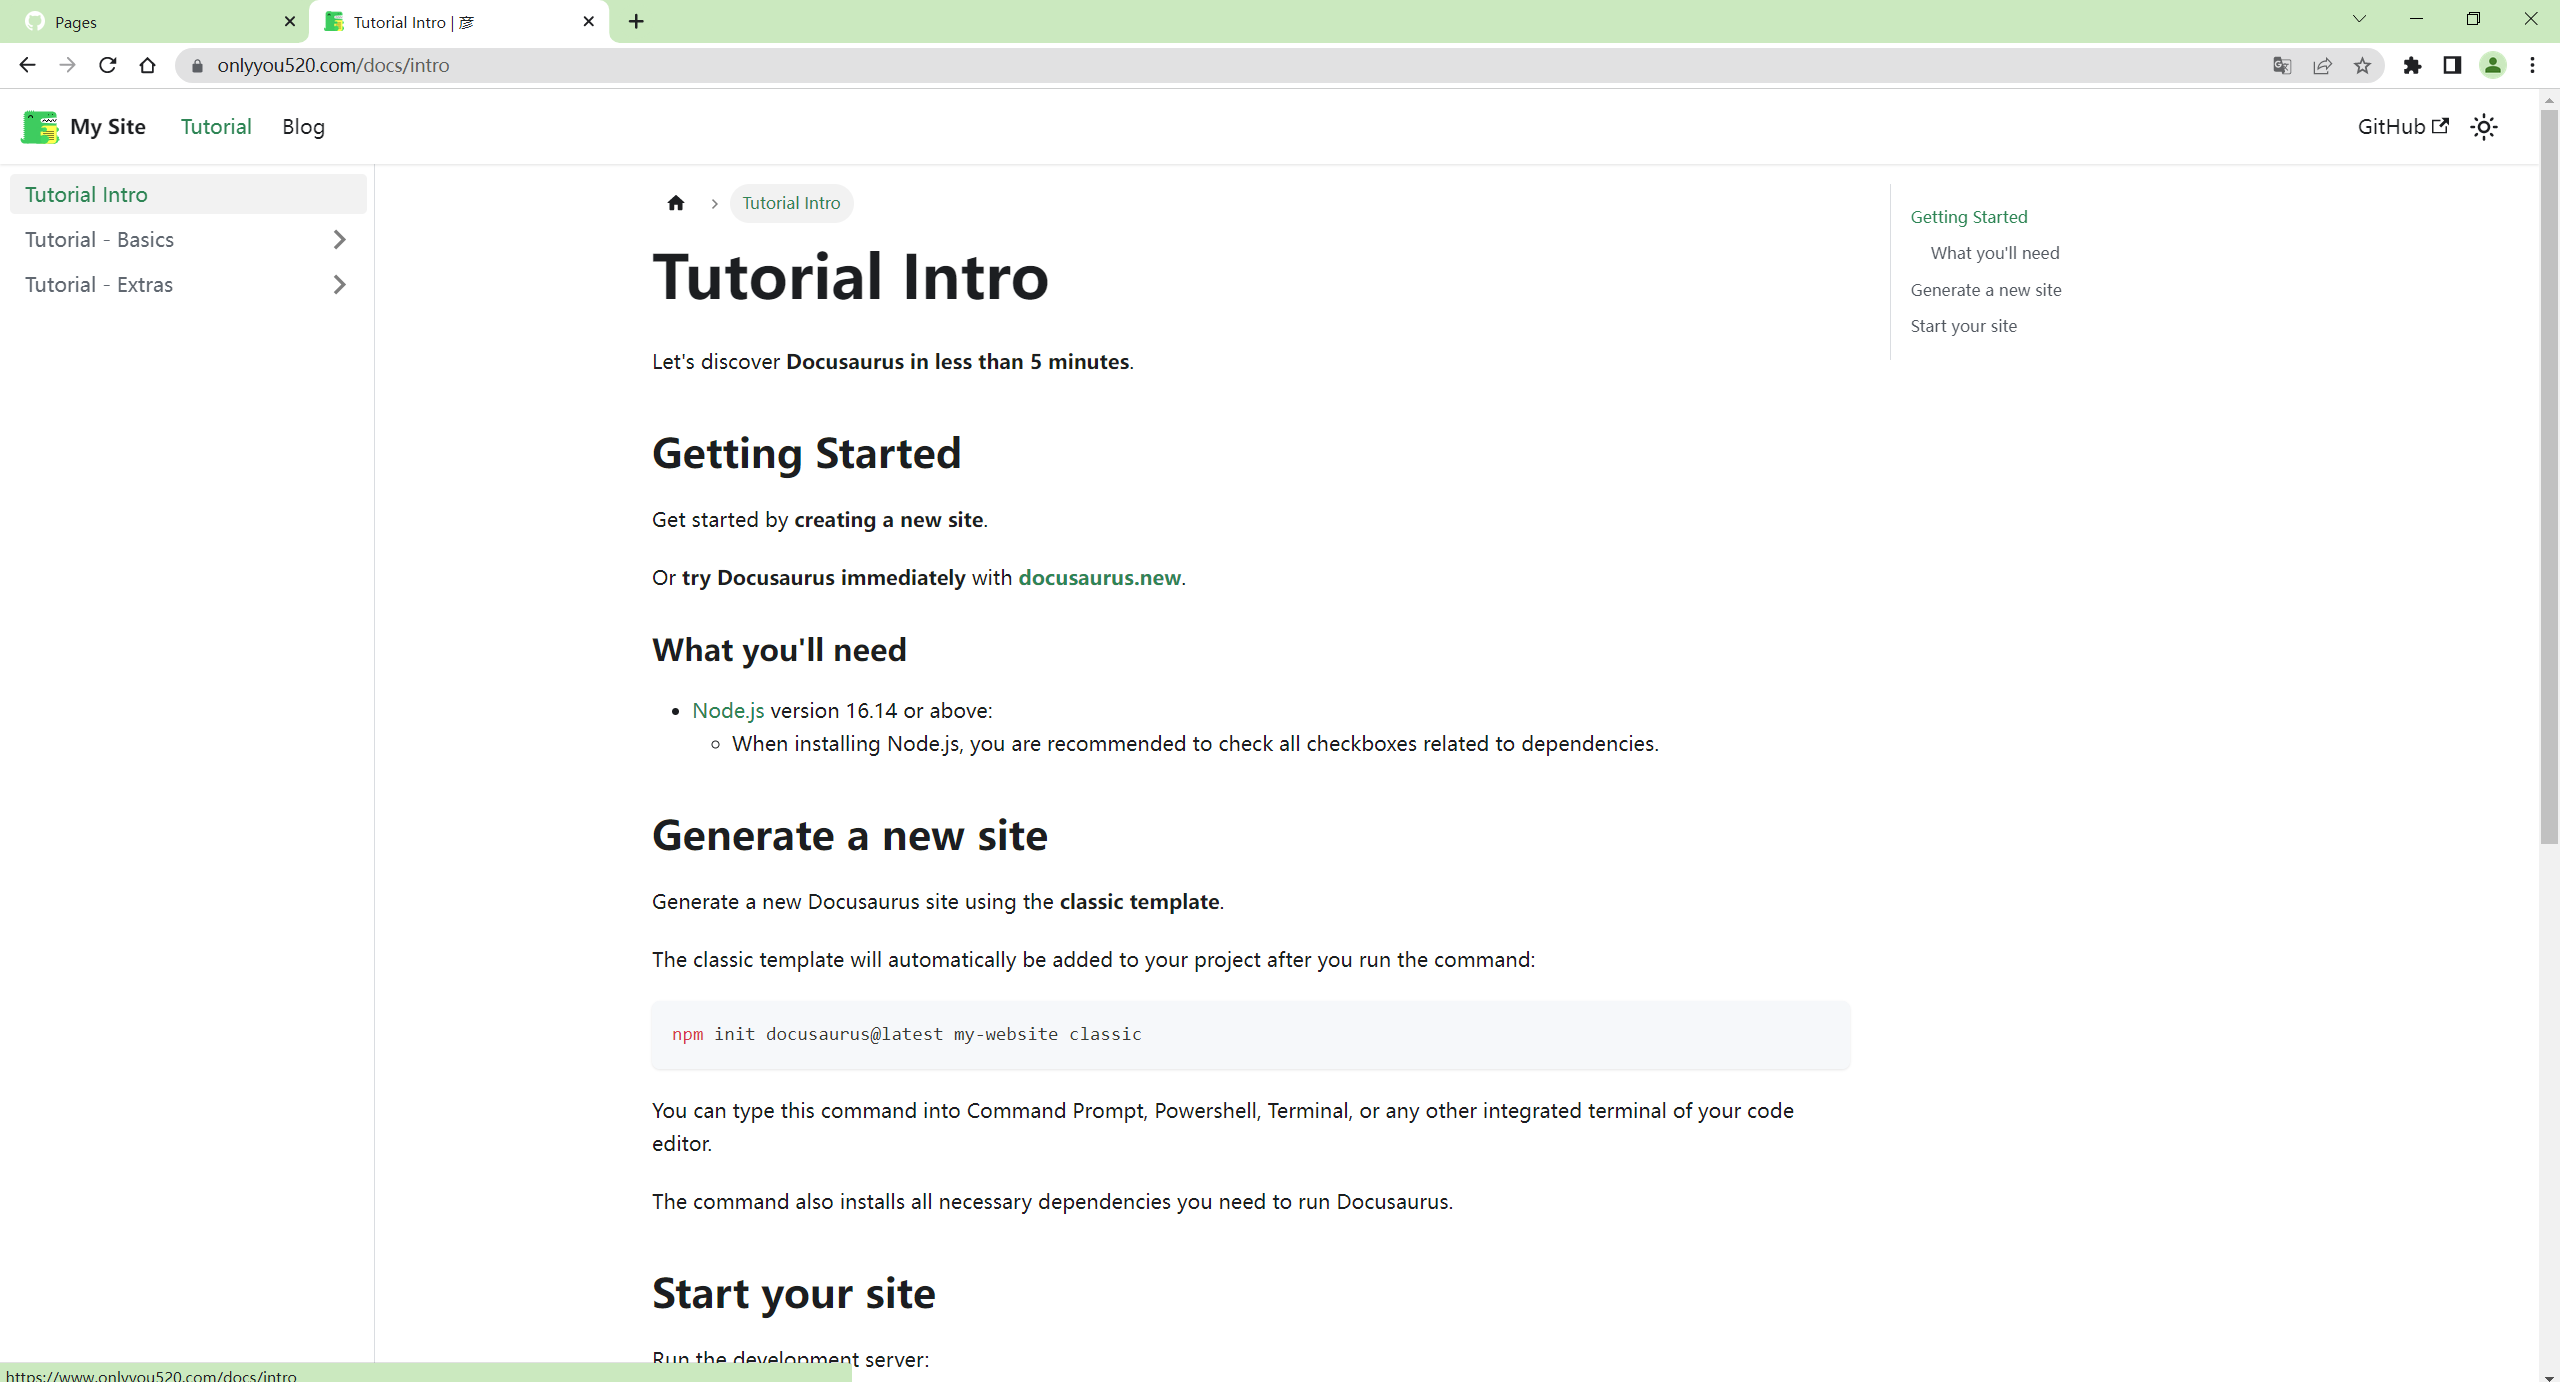 Pages
Tutorial Intro | 彦
onlyyou520.com/docs/intro
My Site
Tutorial
Blog
GitHub
Tutorial Intro
Tutorial - Basics
Tutorial - Extras
Tutorial Intro
Tutorial Intro
Let's discover Docusaurus in less than 5 minutes.
Getting Started
Get started by creating a new site.
Or try Docusaurus immediately with docusaurus.new.
What you'll need
Node.js version 16.14 or above:
When installing Node.js, you are recommended to check all checkboxes related to dependencies.
Generate a new site
Generate a new Docusaurus site using the classic template.
The classic template will automatically be added to your project after you run the command:
npm init docusaurus@latest my-website classic
You can type this command into Command Prompt, Powershell, Terminal, or any other integrated terminal of your code
editor.
The command also installs all necessary dependencies you need to run Docusaurus.
Start your site
Run the development server:
Getting Started
What you'll need
Generate a new site
Start your site
https://www.onlyyou520.com/docs/intro